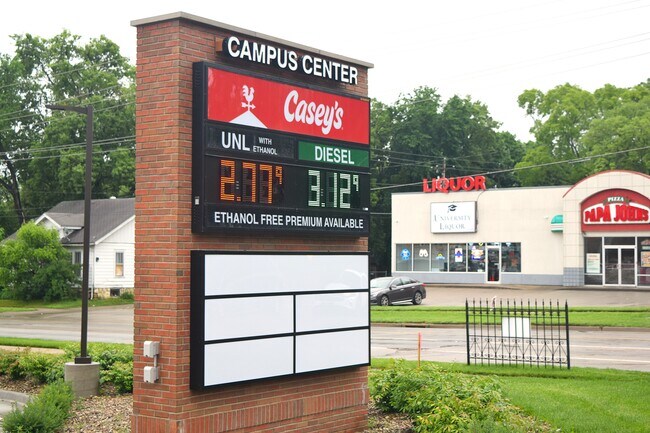 CAMPUS CENTER
Casey's
UNL WITH ETHANOL
DIESEL
2.77 9
3.12 9
ETHANOL FREE PREMIUM AVAILABLE
LIQUOR
UNIVERSITY
LIQUOR
PIZZA
PAPA JOHNS